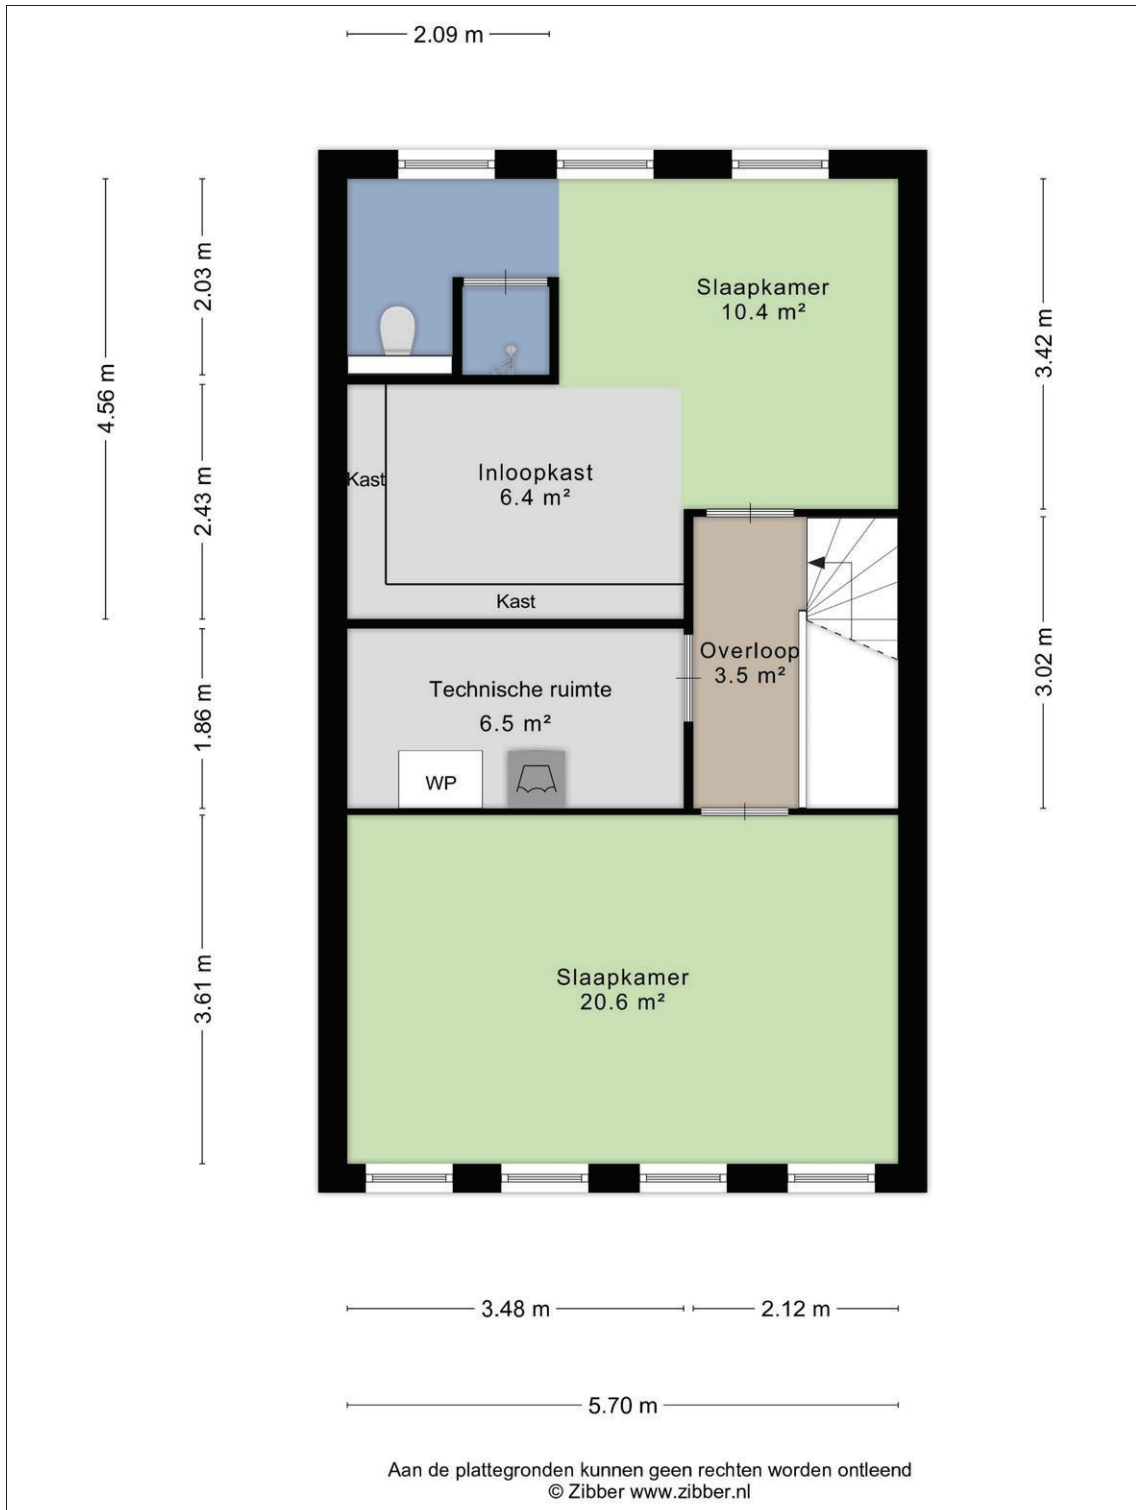 2.09 m
2.03 m
Slaapkamer
10.4 m²
3.42 m
4.56 m
2.43 m
Kast
Inloopkast
6.4 m²
Kast
Overloop
3.5 m²
3.02 m
1.86 m
Technische ruimte
6.5 m²
WP
3.61 m
Slaapkamer
20.6 m²
3.48 m
2.12 m
5.70 m
Aan de plattegronden kunnen geen rechten worden ontleend
© Zibber www.zibber.nl